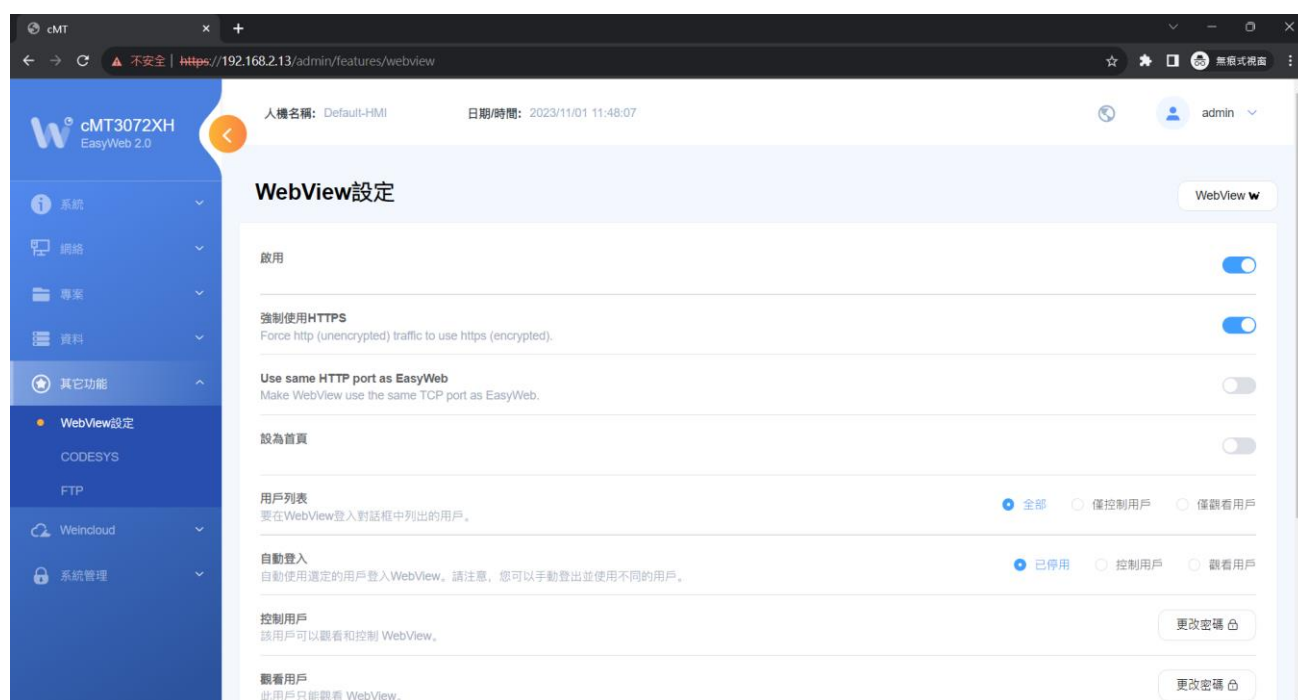 cMT
不安全 | https://192.168.2.13/admin/features/webview
無痕式視窗
cMT3072XH
EasyWeb 2.0
人機名稱: Default-HMI
日期/時間: 2023/11/01 11:48:07
admin
系統
網絡
專案
資料
其它功能
WebView設定
CODESYS
FTP
Weincloud
系統管理
WebView設定
WebView
啟用
強制使用HTTPS
Force http (unencrypted) traffic to use https (encrypted).
Use same HTTP port as EasyWeb
Make WebView use the same TCP port as EasyWeb.
設為首頁
用戶列表
要在WebView登入對話框中列出的用戶。
全部 僅控制用戶 僅觀看用戶
自動登入
自動使用選定的用戶登入WebView。請注意，您可以手動登出並使用不同的用戶。
已停用 控制用戶 觀看用戶
控制用戶
該用戶可以觀看和控制 WebView。
更改密碼
觀看用戶
此用戶只能觀看 WebView。
更改密碼